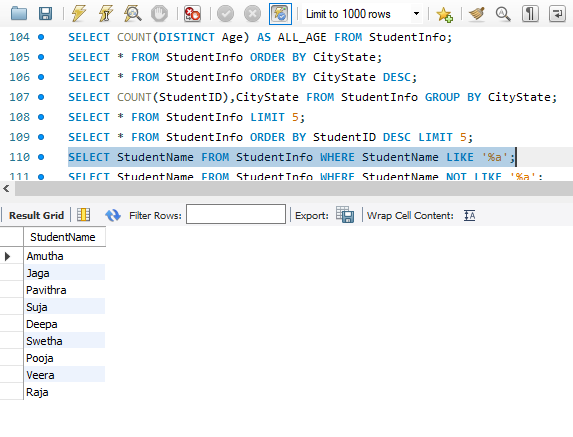 Limit to 1000 rows
104 SELECT COUNT(DISTINCT Age) AS ALL_AGE FROM StudentInfo;
105 SELECT * FROM StudentInfo ORDER BY CityState;
106 SELECT * FROM StudentInfo ORDER BY CityState DESC;
107 SELECT COUNT(StudentID),CityState FROM StudentInfo GROUP BY CityState;
108 SELECT * FROM StudentInfo LIMIT 5;
109 SELECT * FROM StudentInfo ORDER BY StudentID DESC LIMIT 5;
110 SELECT StudentName FROM StudentInfo WHERE StudentName LIKE '%a';
111 SELECT StudentName FROM StudentInfo WHERE StudentName NOT LIKE '%a';
Result Grid Filter Rows: Export: Wrap Cell Content:
StudentName
Amutha
Jaga
Pavithra
Suja
Deepa
Swetha
Pooja
Veera
Raja